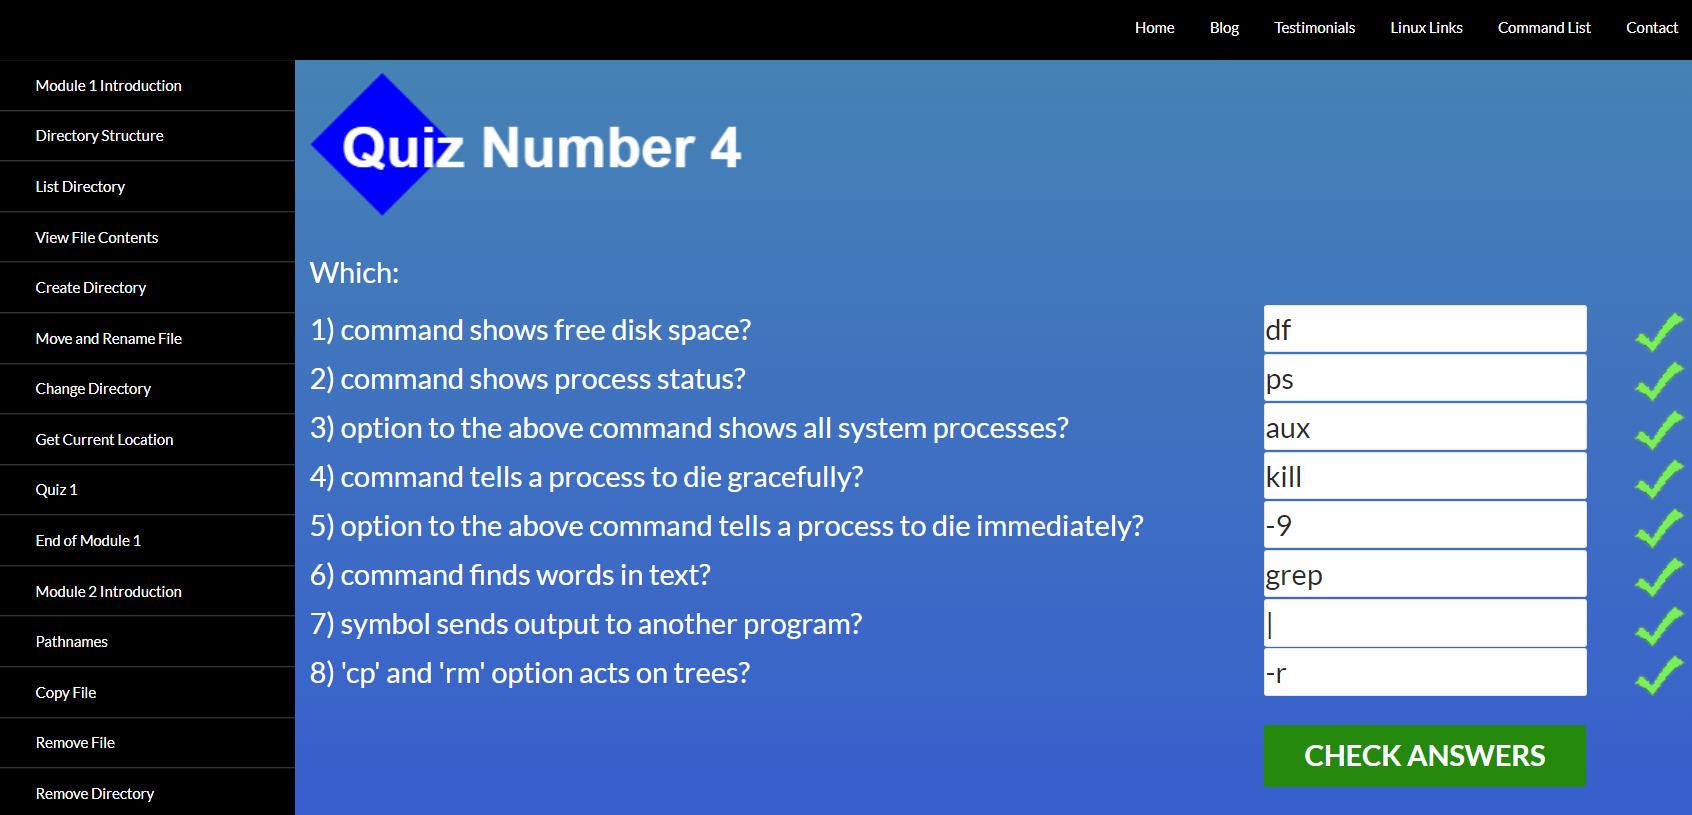 Home Blog Testimonials Linux Links Command List Contact
Module 1 Introduction
Directory Structure
List Directory
View File Contents
Create Directory
Move and Rename File
Change Directory
Get Current Location
Quiz 1
End of Module 1
Module 2 Introduction
Pathnames
Copy File
Remove File
Remove Directory
Quiz Number 4
Which:
1) command shows free disk space? df
2) command shows process status? ps
3) option to the above command shows all system processes? aux
4) command tells a process to die gracefully? kill
5) option to the above command tells a process to die immediately? -9
6) command finds words in text? grep
7) symbol sends output to another program? |
8) 'cp' and 'rm' option acts on trees? -r
CHECK ANSWERS